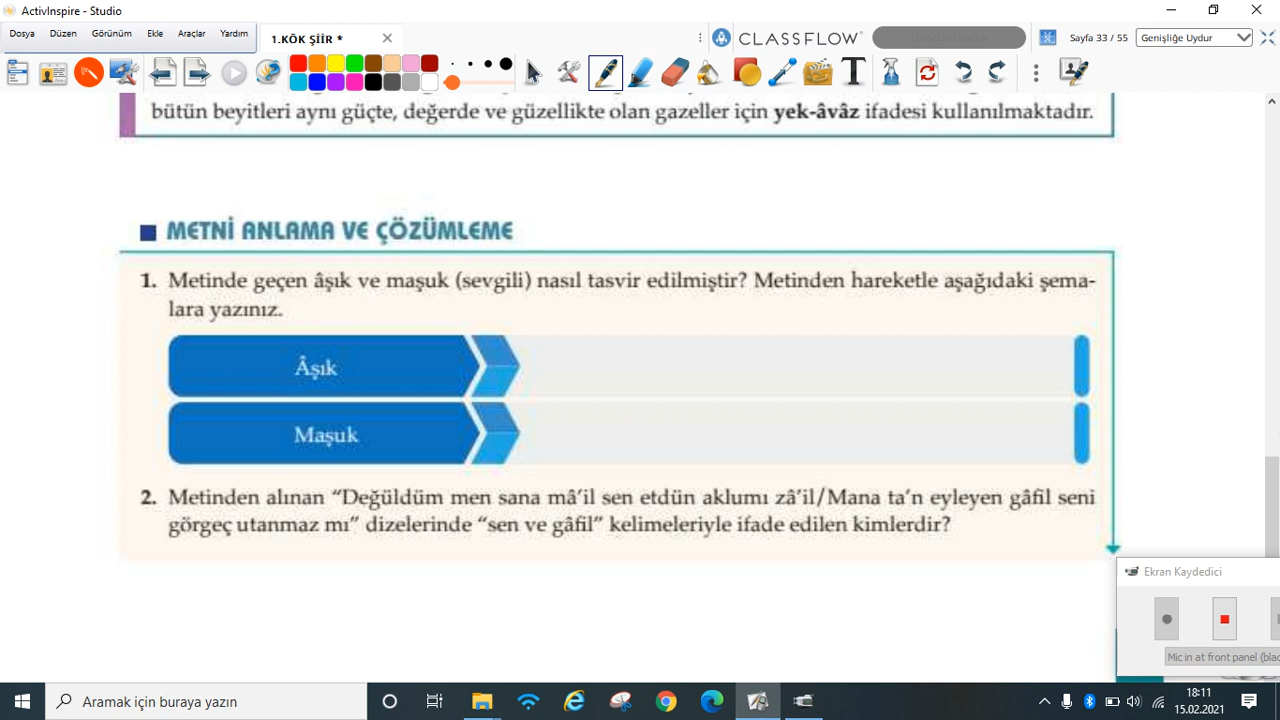 ActivInspire - Studio
Dosya Düzen Görünüm Ekle Araçlar Yardım
1.KÖK ŞİİR *
CLASSFLOW
Sayfa 33 / 55
Genişliğe Uydur
bütün beyitleri aynı güçte, değerde ve güzellikte olan gazeller için yek-âvâz ifadesi kullanılmaktadır.
METNİ ANLAMA VE ÇÖZÜMLEME
1. Metinde geçen âşık ve maşuk (sevgili) nasıl tasvir edilmiştir? Metinden hareketle aşağıdaki şema-
lara yazınız.
Âşık
Maşuk
2. Metinden alınan “Değüldüm men sana mâ’il sen etdün aklumı zâ’il/Mana ta’n eyleyen gâfil seni
görgeç utanmaz mı” dizelerinde “sen ve gâfil” kelimeleriyle ifade edilen kimlerdir?
Ekran Kaydedici
Mic in at front panel (blac
Aramak için buraya yazın
18:11
15.02.2021